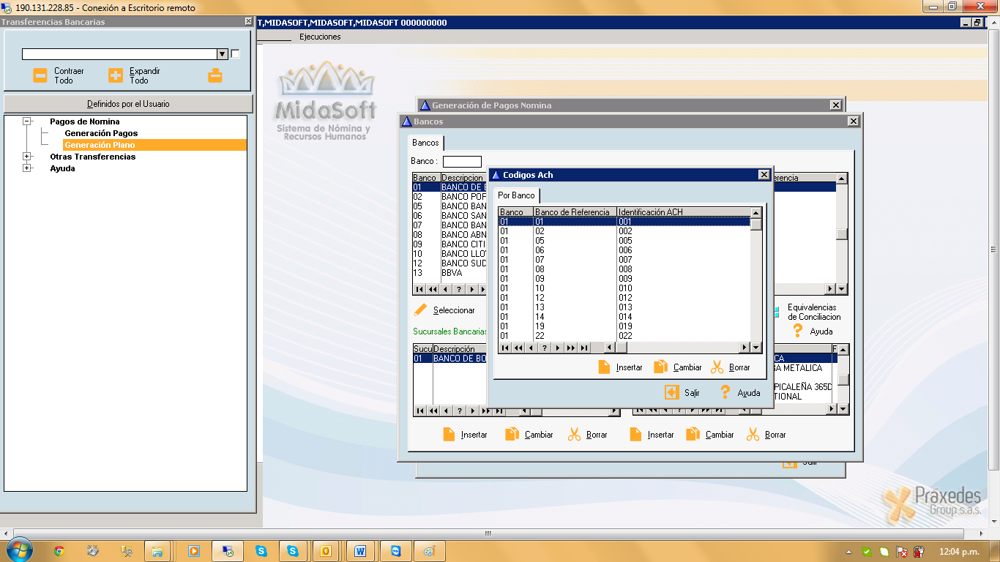 190.131.228.85 - Conexión a Escritorio remoto
Transferencias Bancarias
T,MIDASOFT,MIDASOFT,MIDASOFT 000000000
Ejecuciones
Contraer Todo
Expandir Todo
Definidos por el Usuario
Pagos de Nomina
Generación Pagos
Generación Plano
Otras Transferencias
Ayuda
MidaSoft
Sistema de Nómina y
Recursos Humanos
Generación de Pagos Nomina
Bancos
Bancos
Banco :
Banco Descripcion
01 BANCO DE
02 BANCO
05 BANCO BAN
06 BANCO SAN
07 BANCO BAN
08 BANCO ABN
09 BANCO CITI
10 BANCO
12 BANCO SUD
13 BBVA
Seleccionar
Sucursales Bancarias
Descripción
01 BANCO DE BO
Codigos Ach
Por Banco
Banco Banco de Referencia Identificación ACH
01 01 001
01 02 002
01 05 005
01 06 006
01 07 007
01 08 008
01 09 009
01 10 010
01 12 012
01 13 013
01 14 014
01 19 019
01 22 022
Insertar Cambiar Borrar
Salir Ayuda
erencia
Equivalencias
de Conciliacion
Ayuda
CA
A METALICA
PICALEÑA 365D
TIONAL
Insertar Cambiar Borrar Insertar Cambiar Borrar
Salir
Práxedes
Group s.a.s.
12:04 p.m.